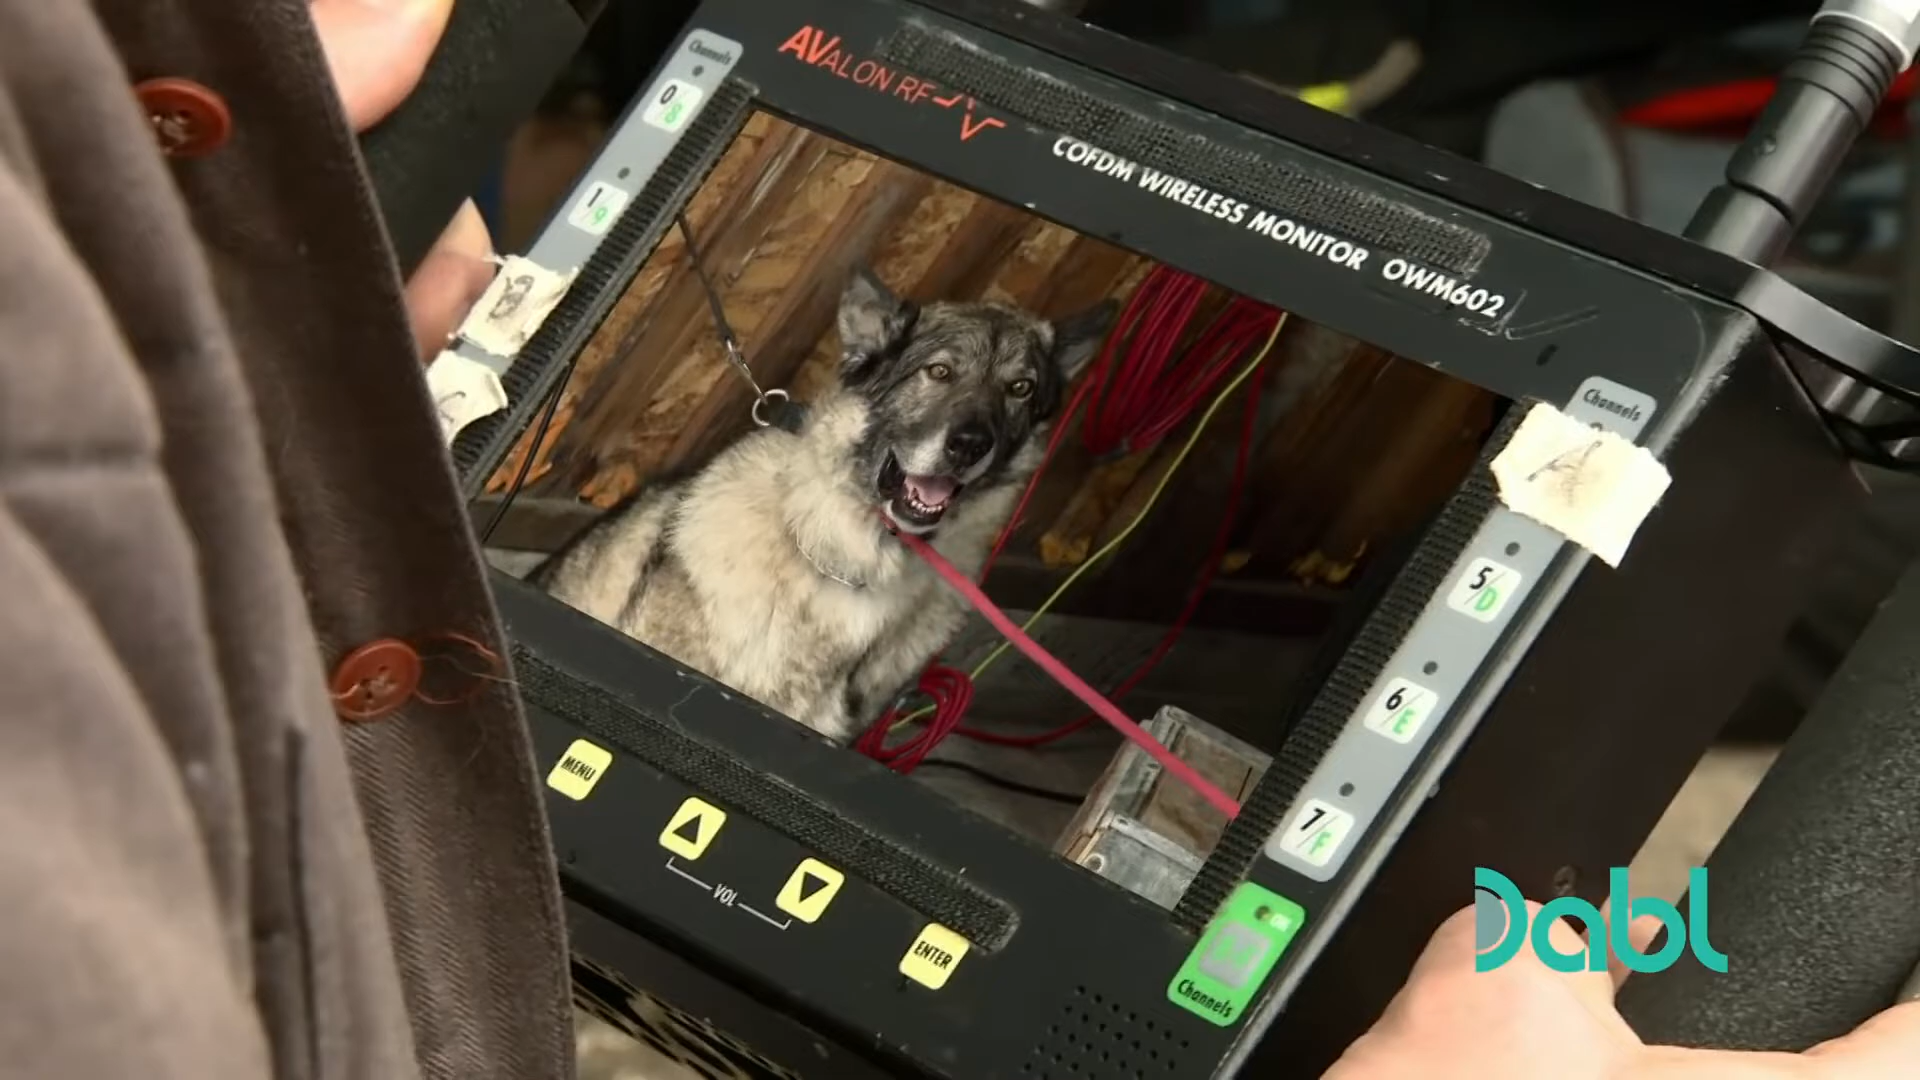 Channels
0/8
1/9
B
AVALON RF
COFDM WIRELESS MONITOR OWM602
Channels
A
5/D
6/E
7/F
MENU
VOL
ENTER
CH
Channels
Dabl